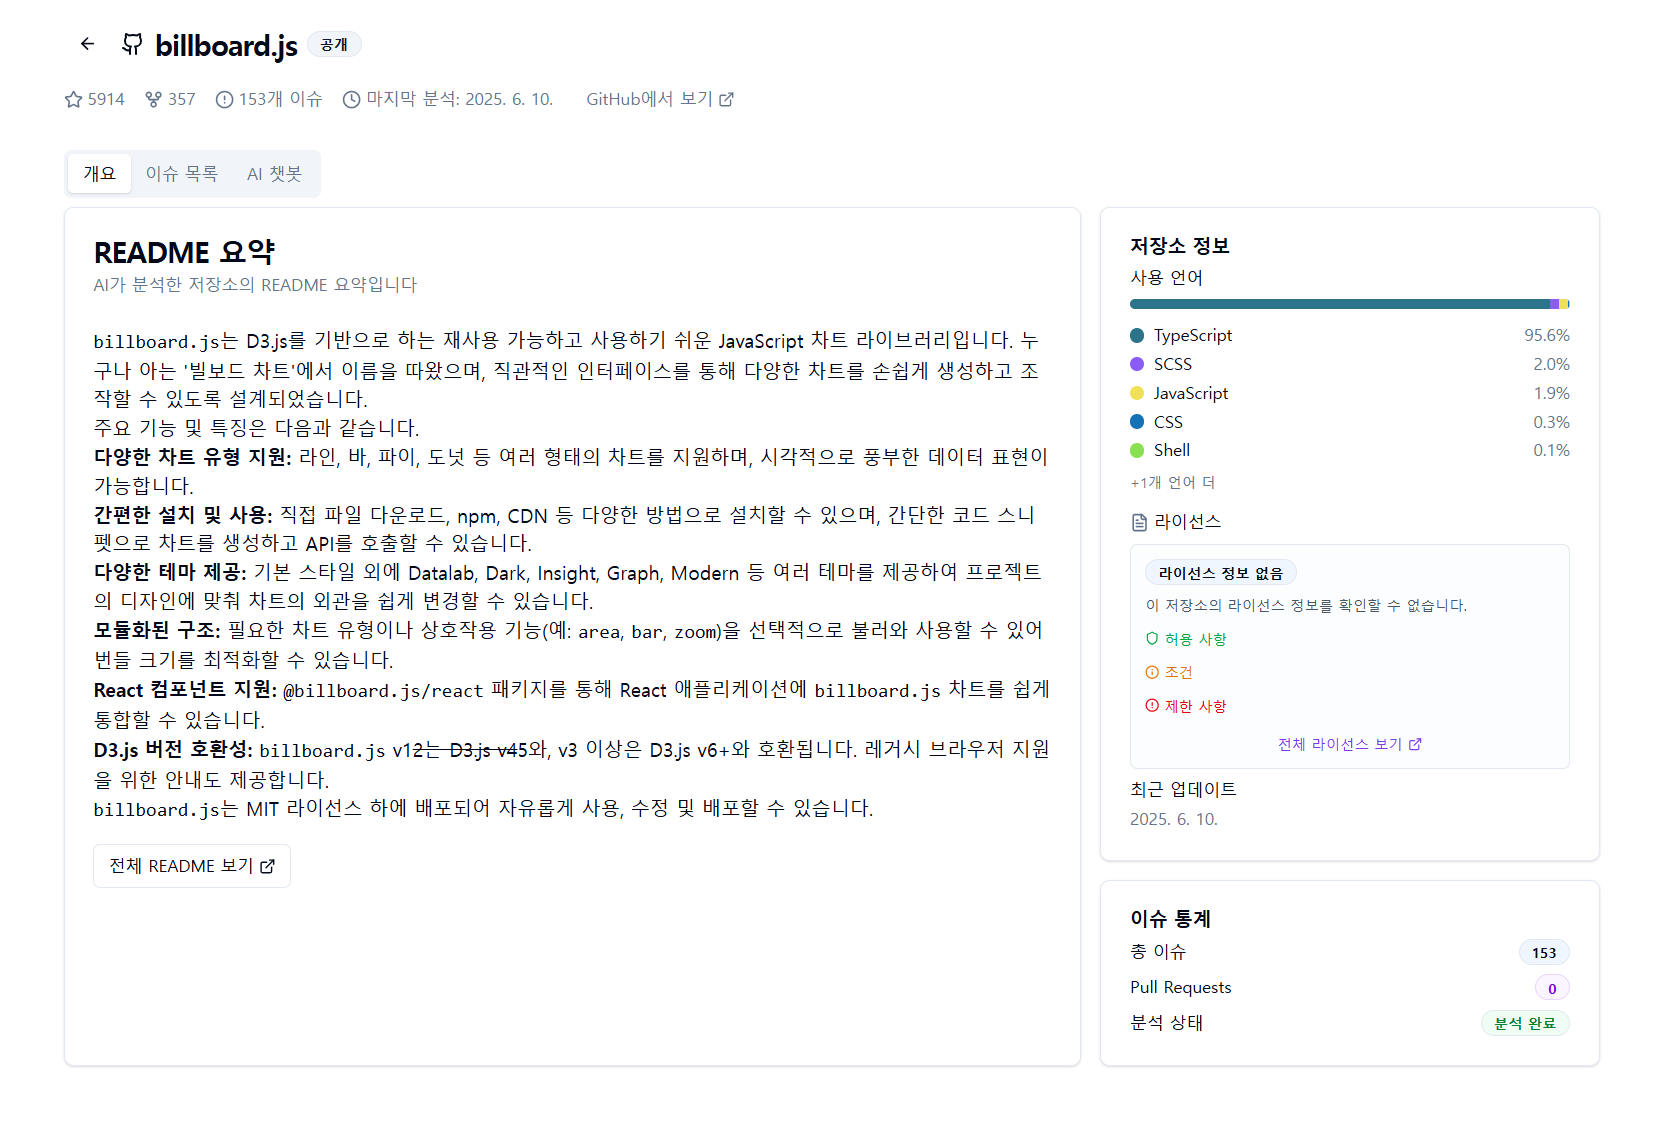 billboard.js 공개
5914 357 153개 이슈 마지막 분석: 2025. 6. 10. GitHub에서 보기
개요 이슈 목록 AI 챗봇
README 요약
AI가 분석한 저장소의 README 요약입니다
billboard.js는 D3.js를 기반으로 하는 재사용 가능하고 사용하기 쉬운 JavaScript 차트 라이브러리입니다. 누
구나 아는 '빌보드 차트'에서 이름을 따왔으며, 직관적인 인터페이스를 통해 다양한 차트를 손쉽게 생성하고 조
작할 수 있도록 설계되었습니다.
주요 기능 및 특징은 다음과 같습니다.
다양한 차트 유형 지원: 라인, 바, 파이, 도넛 등 여러 형태의 차트를 지원하며, 시각적으로 풍부한 데이터 표현이
가능합니다.
간편한 설치 및 사용: 직접 파일 다운로드, npm, CDN 등 다양한 방법으로 설치할 수 있으며, 간단한 코드 스니
펫으로 차트를 생성하고 API를 호출할 수 있습니다.
다양한 테마 제공: 기본 스타일 외에 Datalab, Dark, Insight, Graph, Modern 등 여러 테마를 제공하여 프로젝트
의 디자인에 맞춰 차트의 외관을 쉽게 변경할 수 있습니다.
모듈화된 구조: 필요한 차트 유형이나 상호작용 기능(예: area, bar, zoom)을 선택적으로 불러와 사용할 수 있어
번들 크기를 최적화할 수 있습니다.
React 컴포넌트 지원: @billboard.js/react 패키지를 통해 React 애플리케이션에 billboard.js 차트를 쉽게
통합할 수 있습니다.
D3.js 버전 호환성: billboard.js v12는 D3.js v45와, v3 이상은 D3.js v6+와 호환됩니다. 레거시 브라우저 지원
을 위한 안내도 제공합니다.
billboard.js는 MIT 라이선스 하에 배포되어 자유롭게 사용, 수정 및 배포할 수 있습니다.
전체 README 보기
저장소 정보
사용 언어
TypeScript 95.6%
SCSS 2.0%
JavaScript 1.9%
CSS 0.3%
Shell 0.1%
+1개 언어 더
라이선스
라이선스 정보 없음
이 저장소의 라이선스 정보를 확인할 수 없습니다.
허용 사항
조건
제한 사항
전체 라이선스 보기
최근 업데이트
2025. 6. 10.
이슈 통계
총 이슈 153
Pull Requests 0
분석 상태 분석 완료